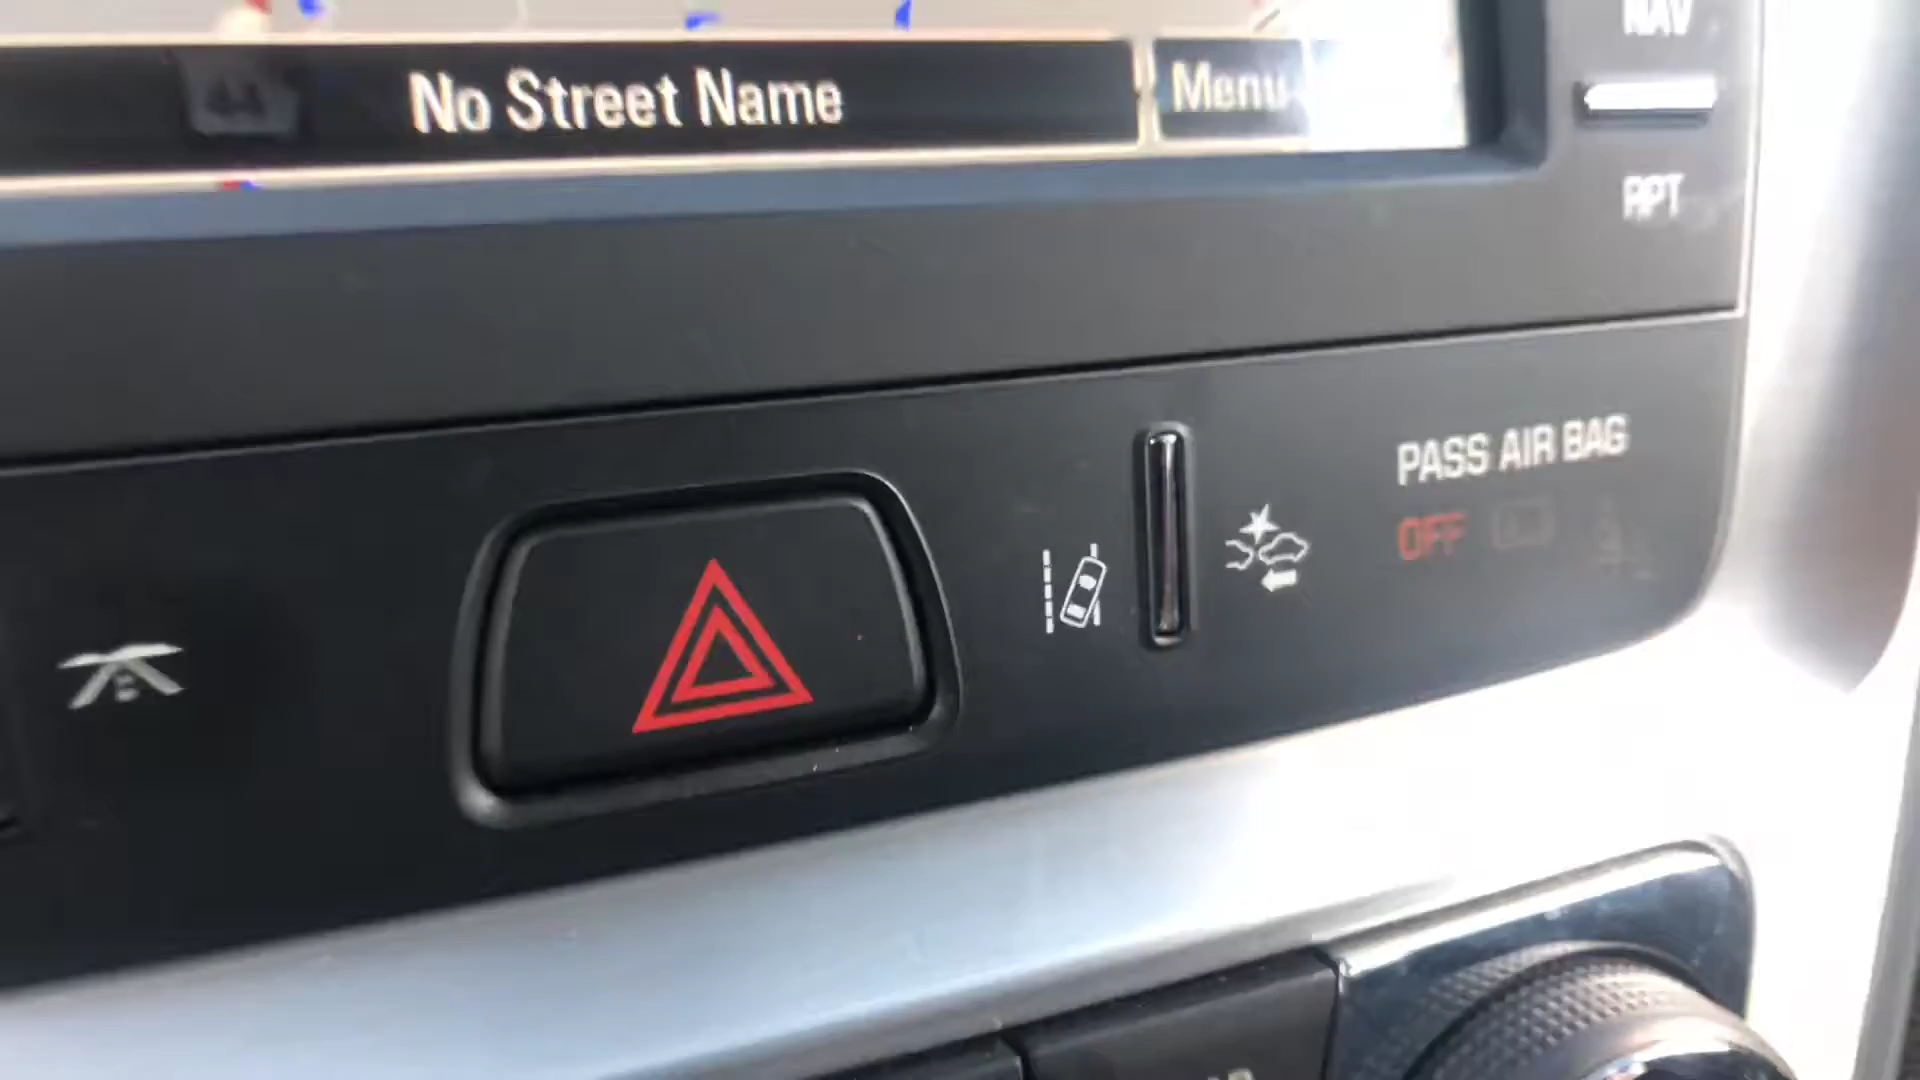 NAV
No Street Name
Menu
RPT
PASS AIR BAG
OFF